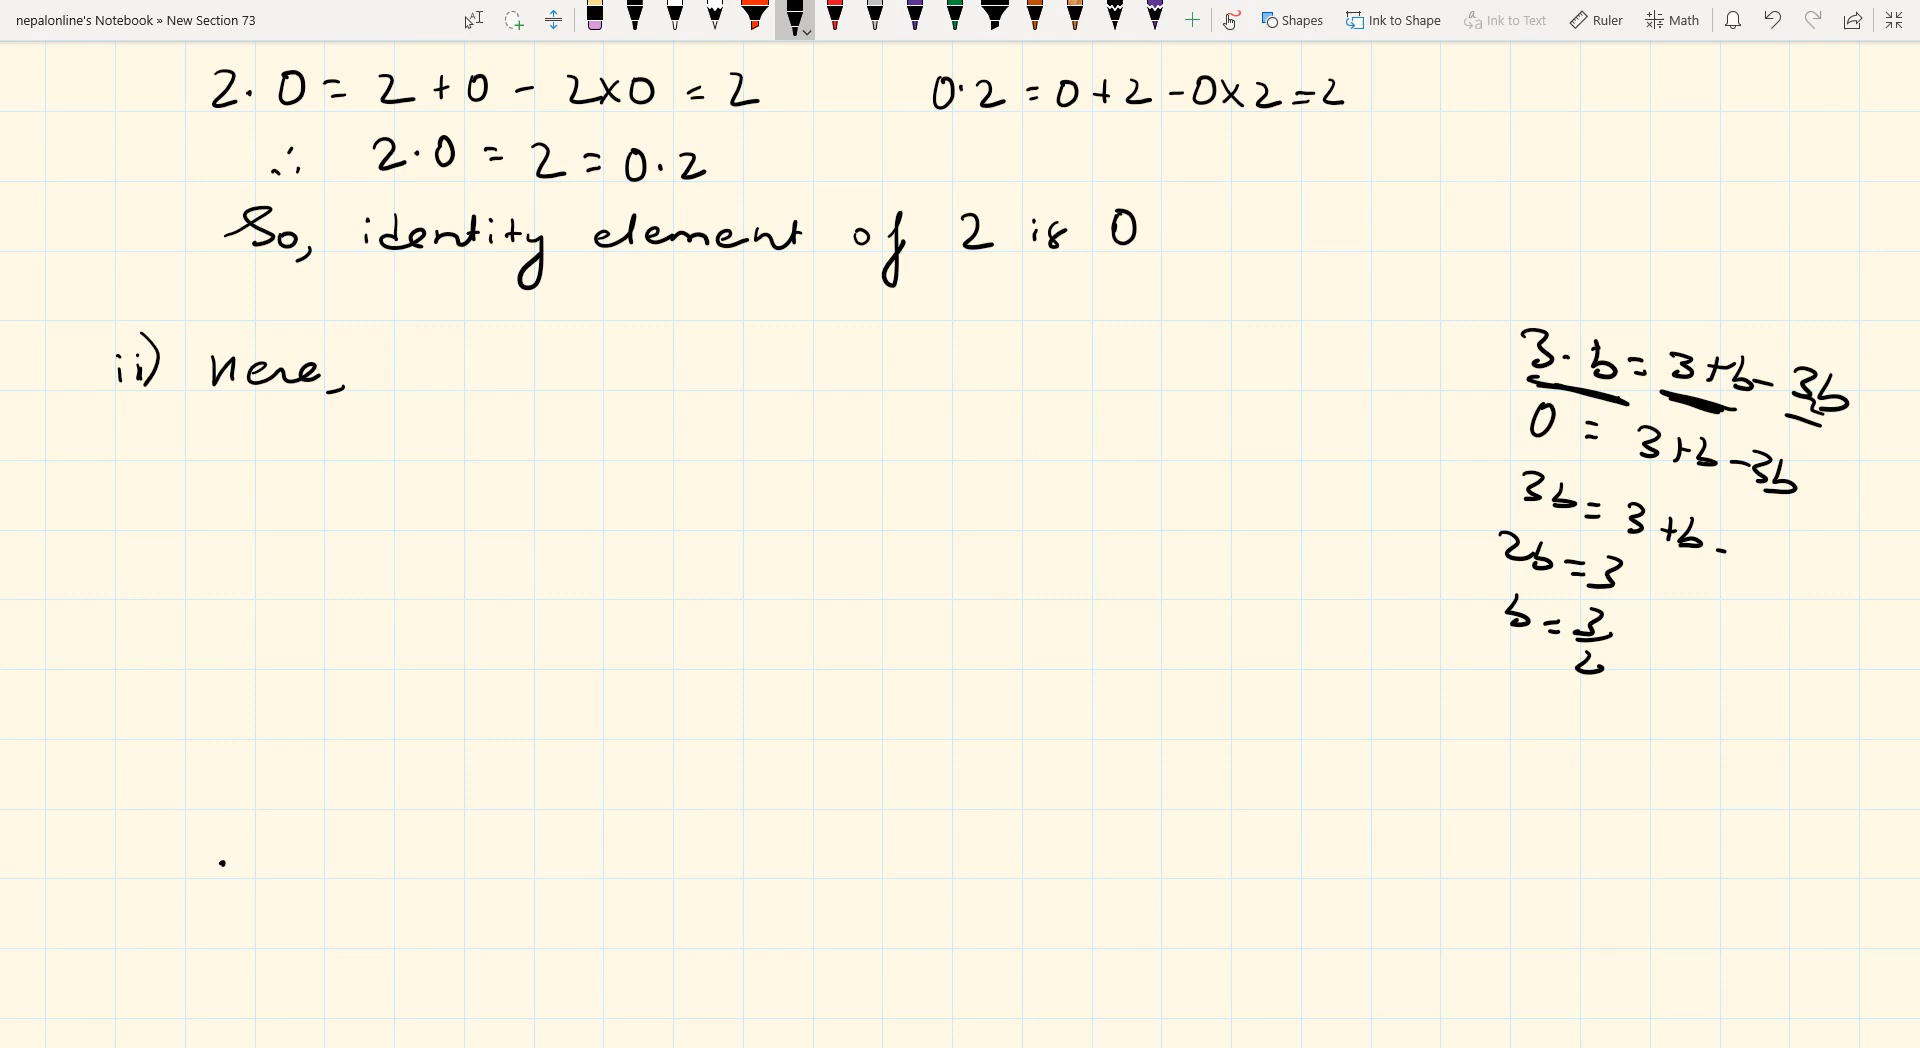 nepalonline's Notebook » New Section 73
Shapes Ink to Shape Ink to Text Ruler Math
2 · 0 = 2 + 0 - 2 × 0 = 2
0 · 2 = 0 + 2 - 0 × 2 = 2
∴ 2 · 0 = 2 = 0 · 2
So, identity element of 2 is 0
ii) Here,
3 · b = 3 + b - 3b
0 = 3 + b - 3b
3b = 3 + b -
2b = 3
b = 3/2